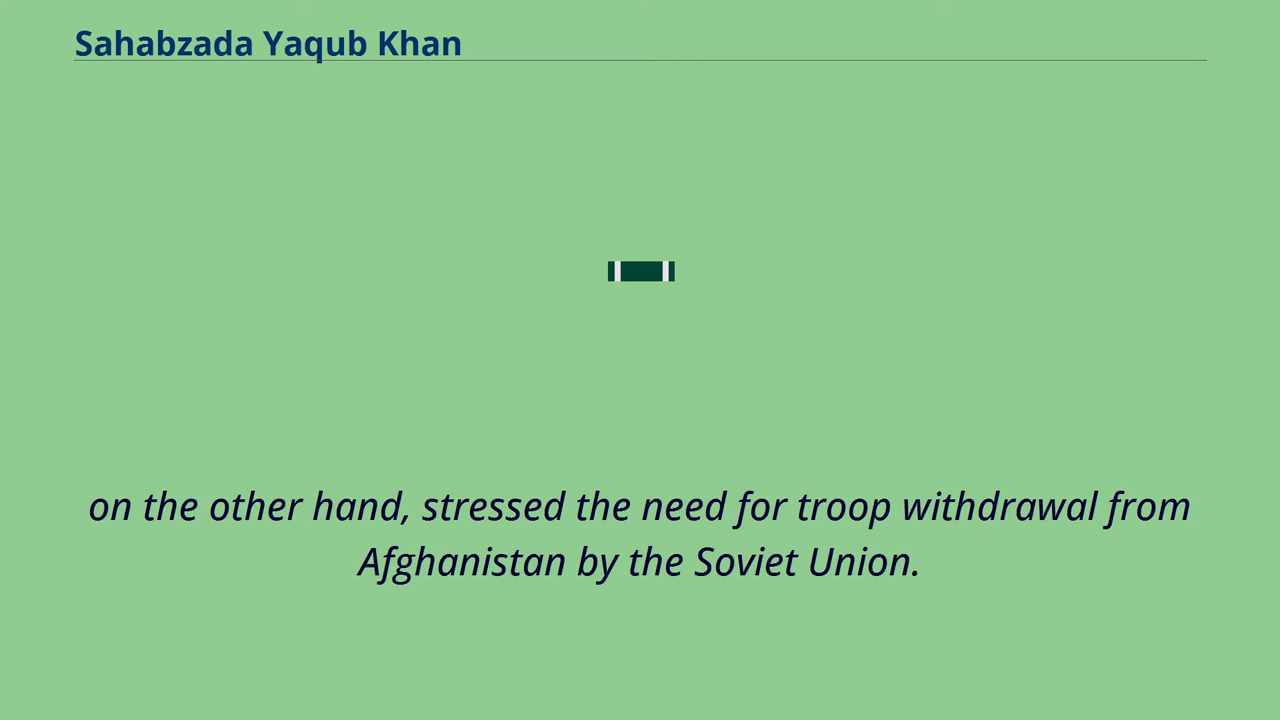 Sahabzada Yaqub Khan
on the other hand, stressed the need for troop withdrawal from
Afghanistan by the Soviet Union.